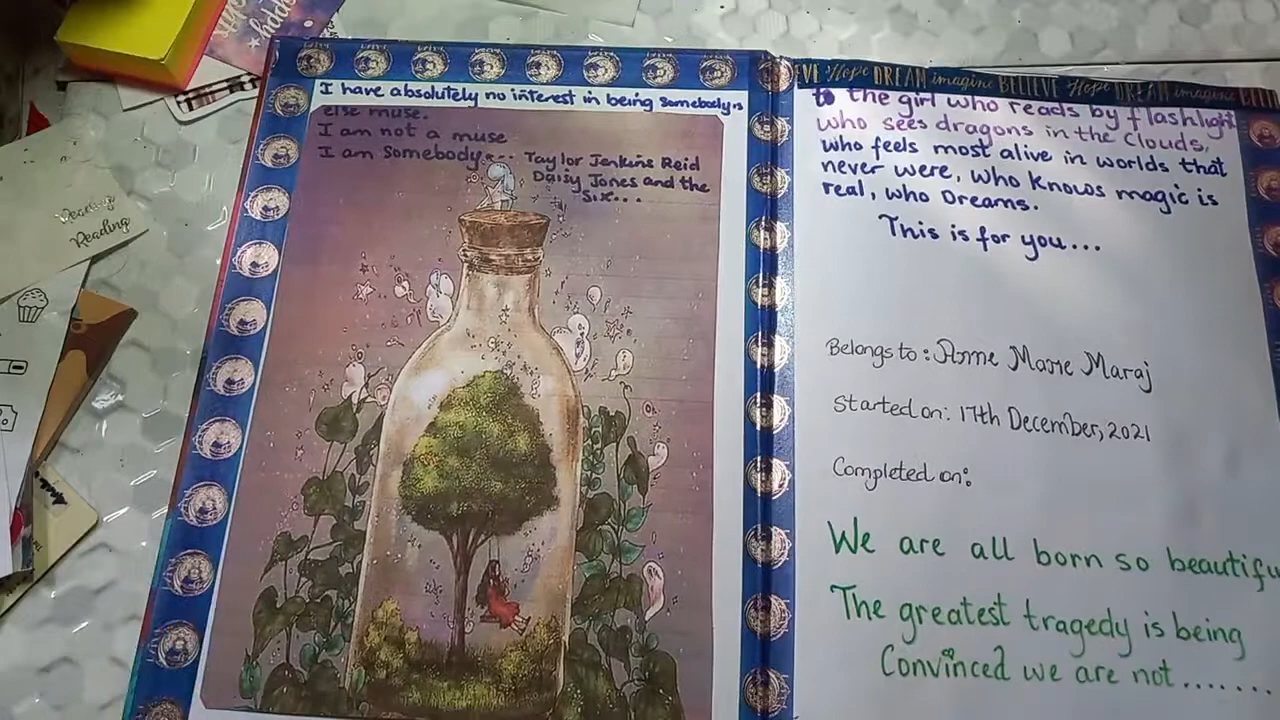 I have absolutely no interest in being somebody's
else muse.
I am not a muse
I am Somebody... Taylor Jenkins Reid
Daisy Jones and the
Six...
EVE Hope DREAM imagine BELIEVE Hope DREAM imagine BELI
to the girl who reads by flashlight
who sees dragons in the Clouds,
who feels most alive in worlds that
never were, who knows magic is
real, who Dreams.
This is for you...
Belongs to: Anne Marie Maraj
Started on: 17th December, 2021
Completed on:
We are all born so beautifu
The greatest tragedy is being
Convinced we are not.......
Reading
Reading